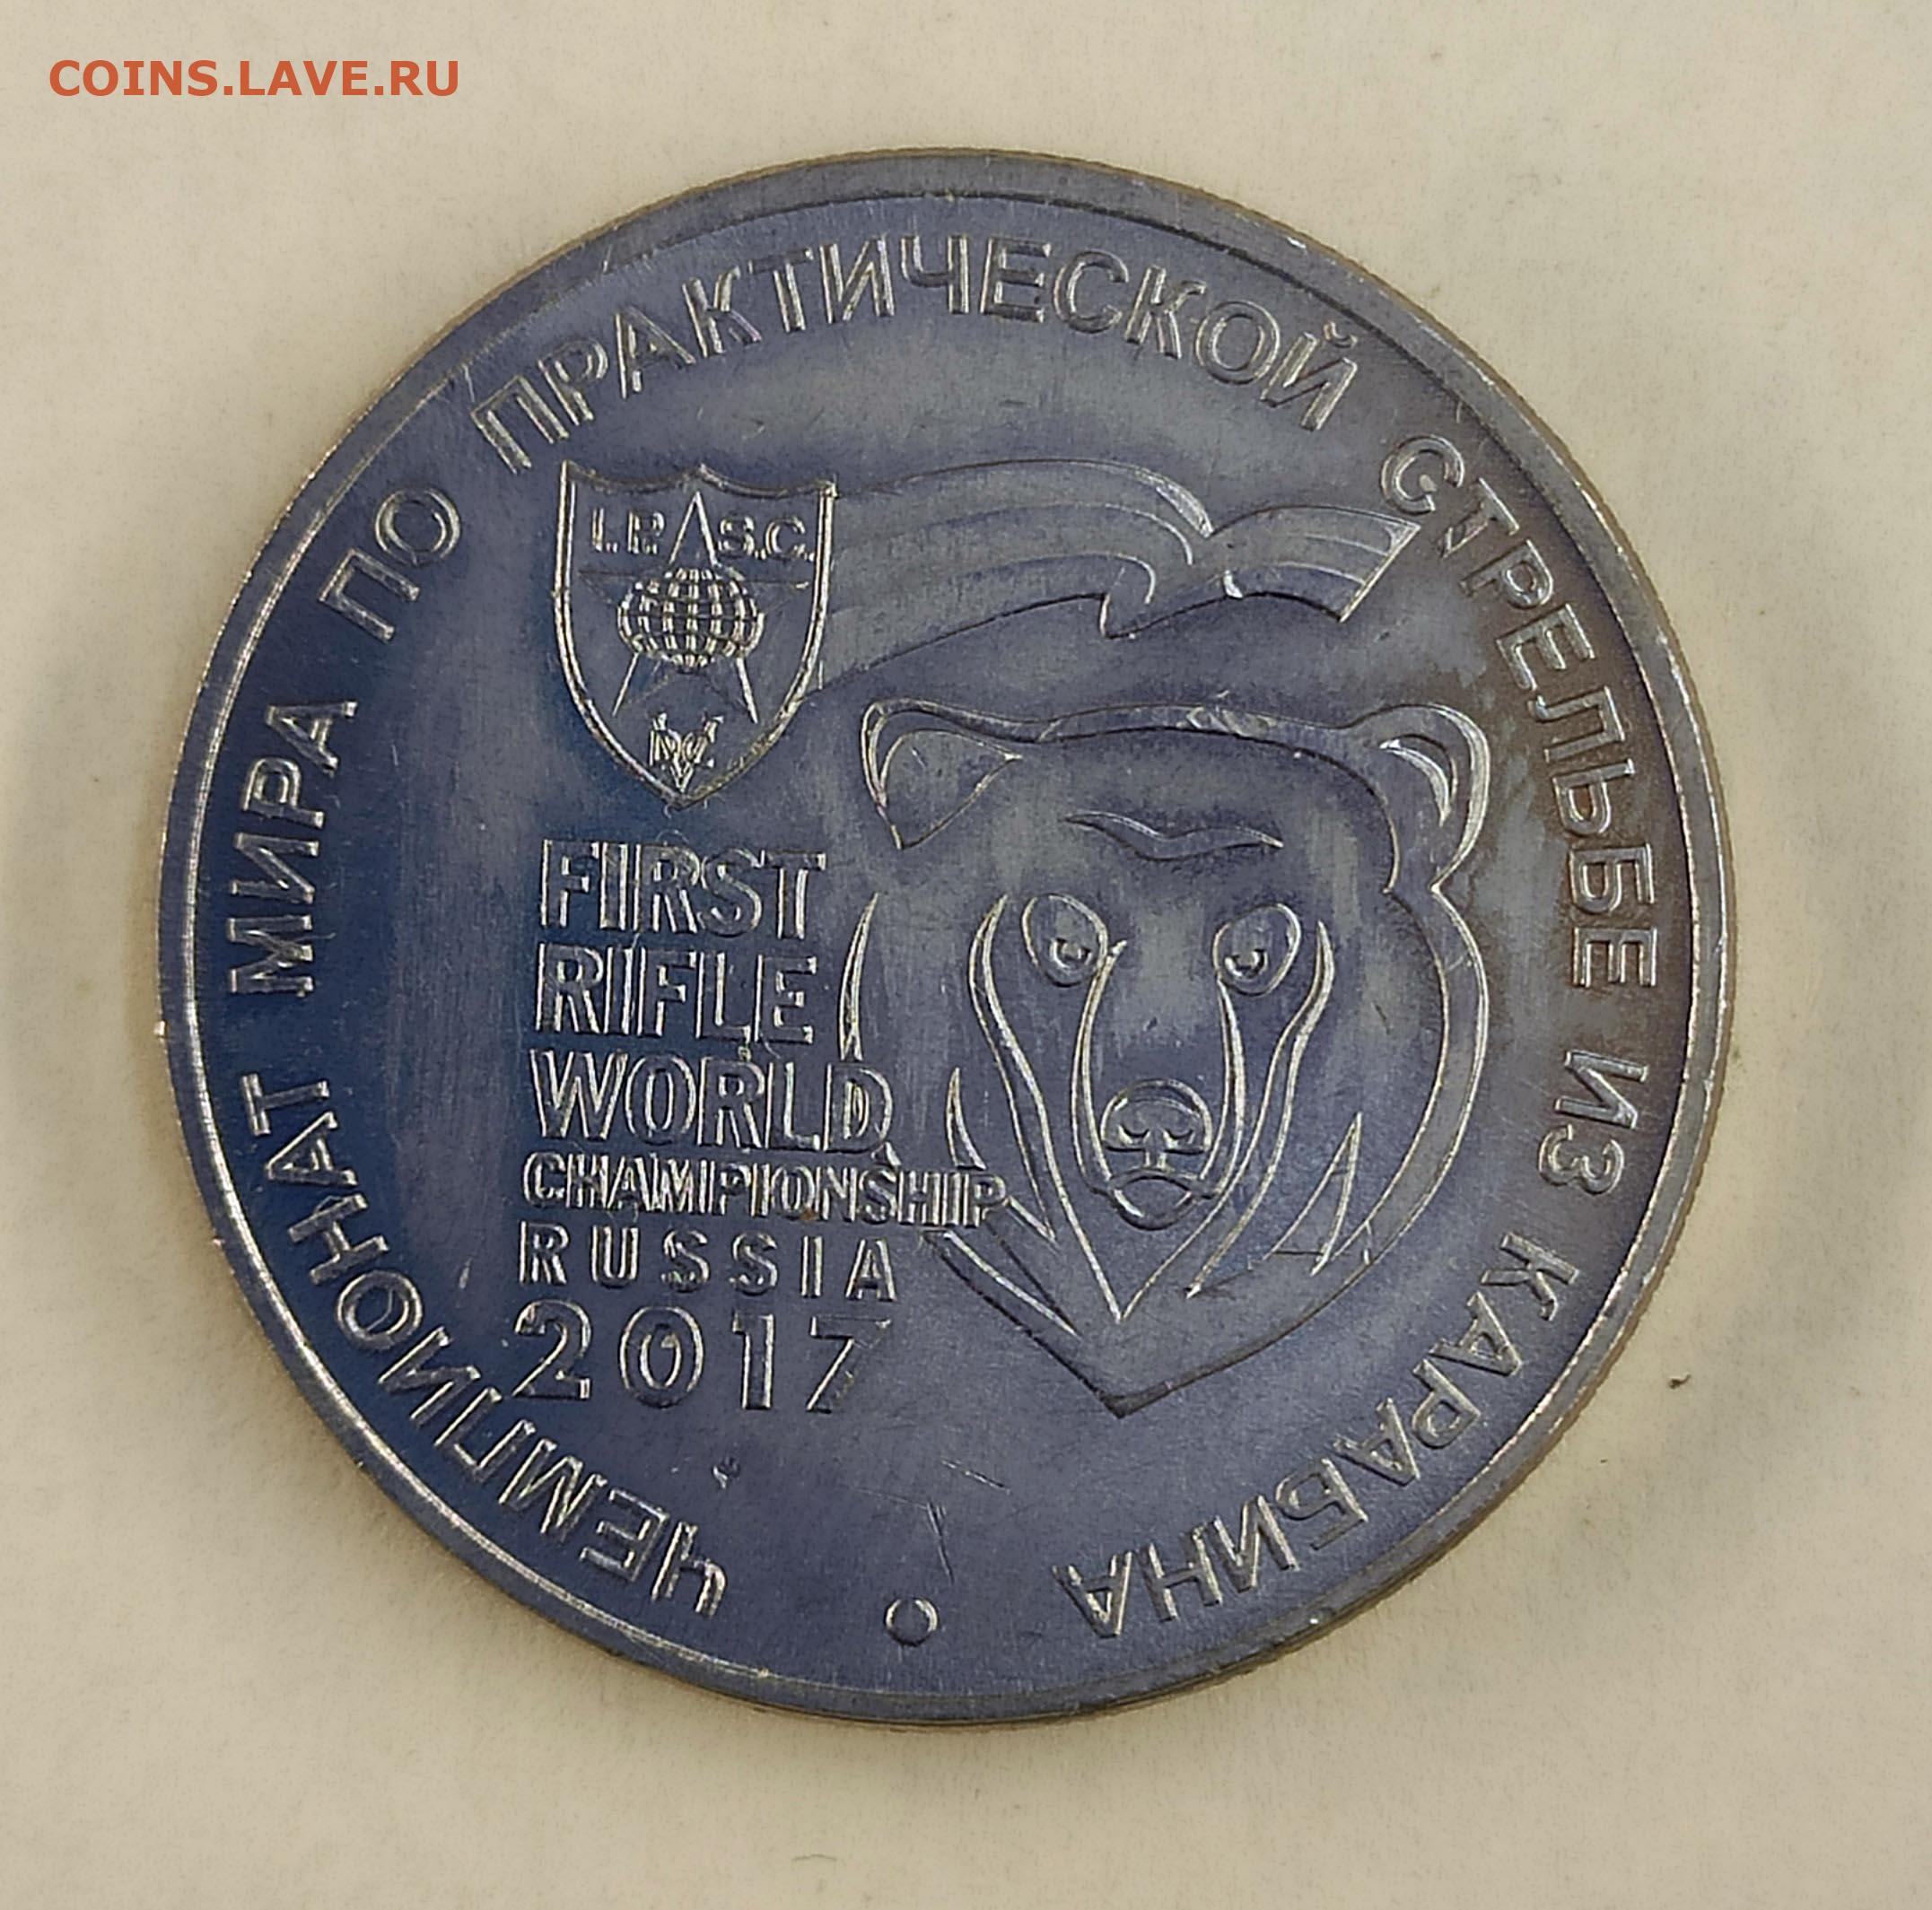 COINS.LAVE.RU
ЧЕМПИОНАТ МИРА ПО ПРАКТИЧЕСКОЙ СТРЕЛЬБЕ ИЗ КАРАБИНА
I.P.S.C.
FIRST
RIFLE
WORLD
CHAMPIONSHIP
RUSSIA
2017